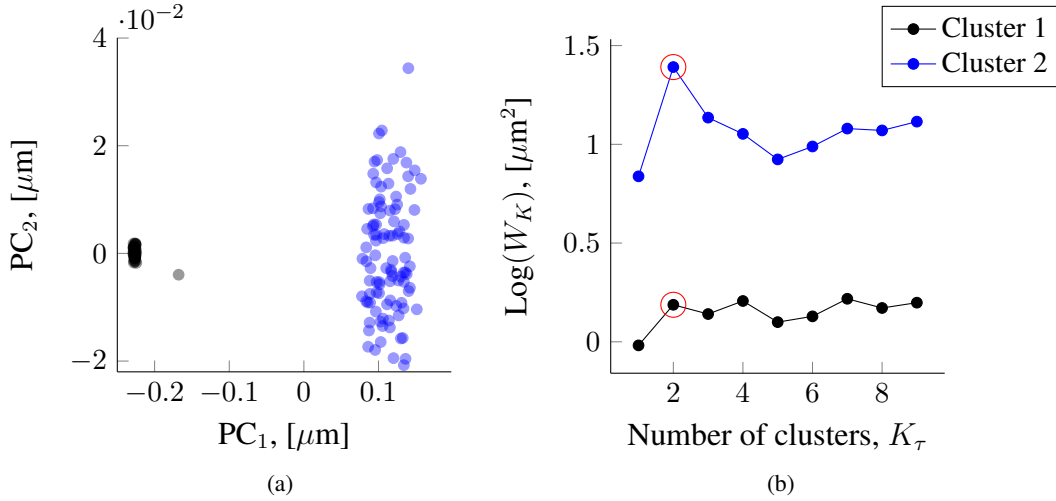 ·10⁻²
4
2
0
−2
PC₂, [μm]
−0.2
−0.1
0
0.1
PC₁, [μm]
(a)
Cluster 1
Cluster 2
1.5
1
0.5
0
Log(W_K), [μm²]
2
4
6
8
Number of clusters, K_τ
(b)